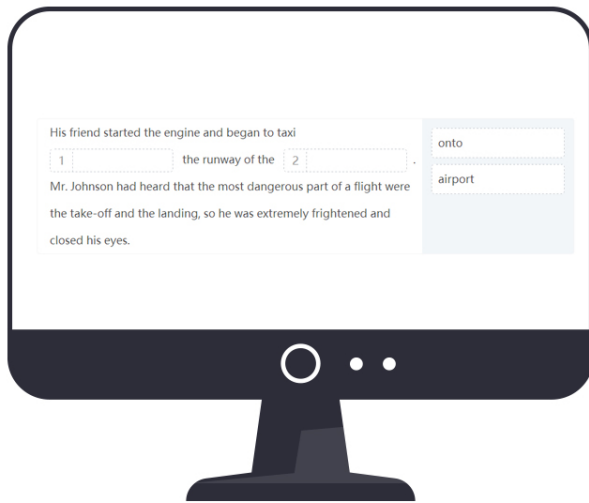 His friend started the engine and began to taxi
1 the runway of the 2 .
Mr. Johnson had heard that the most dangerous part of a flight were
the take-off and the landing, so he was extremely frightened and
closed his eyes.
onto
airport